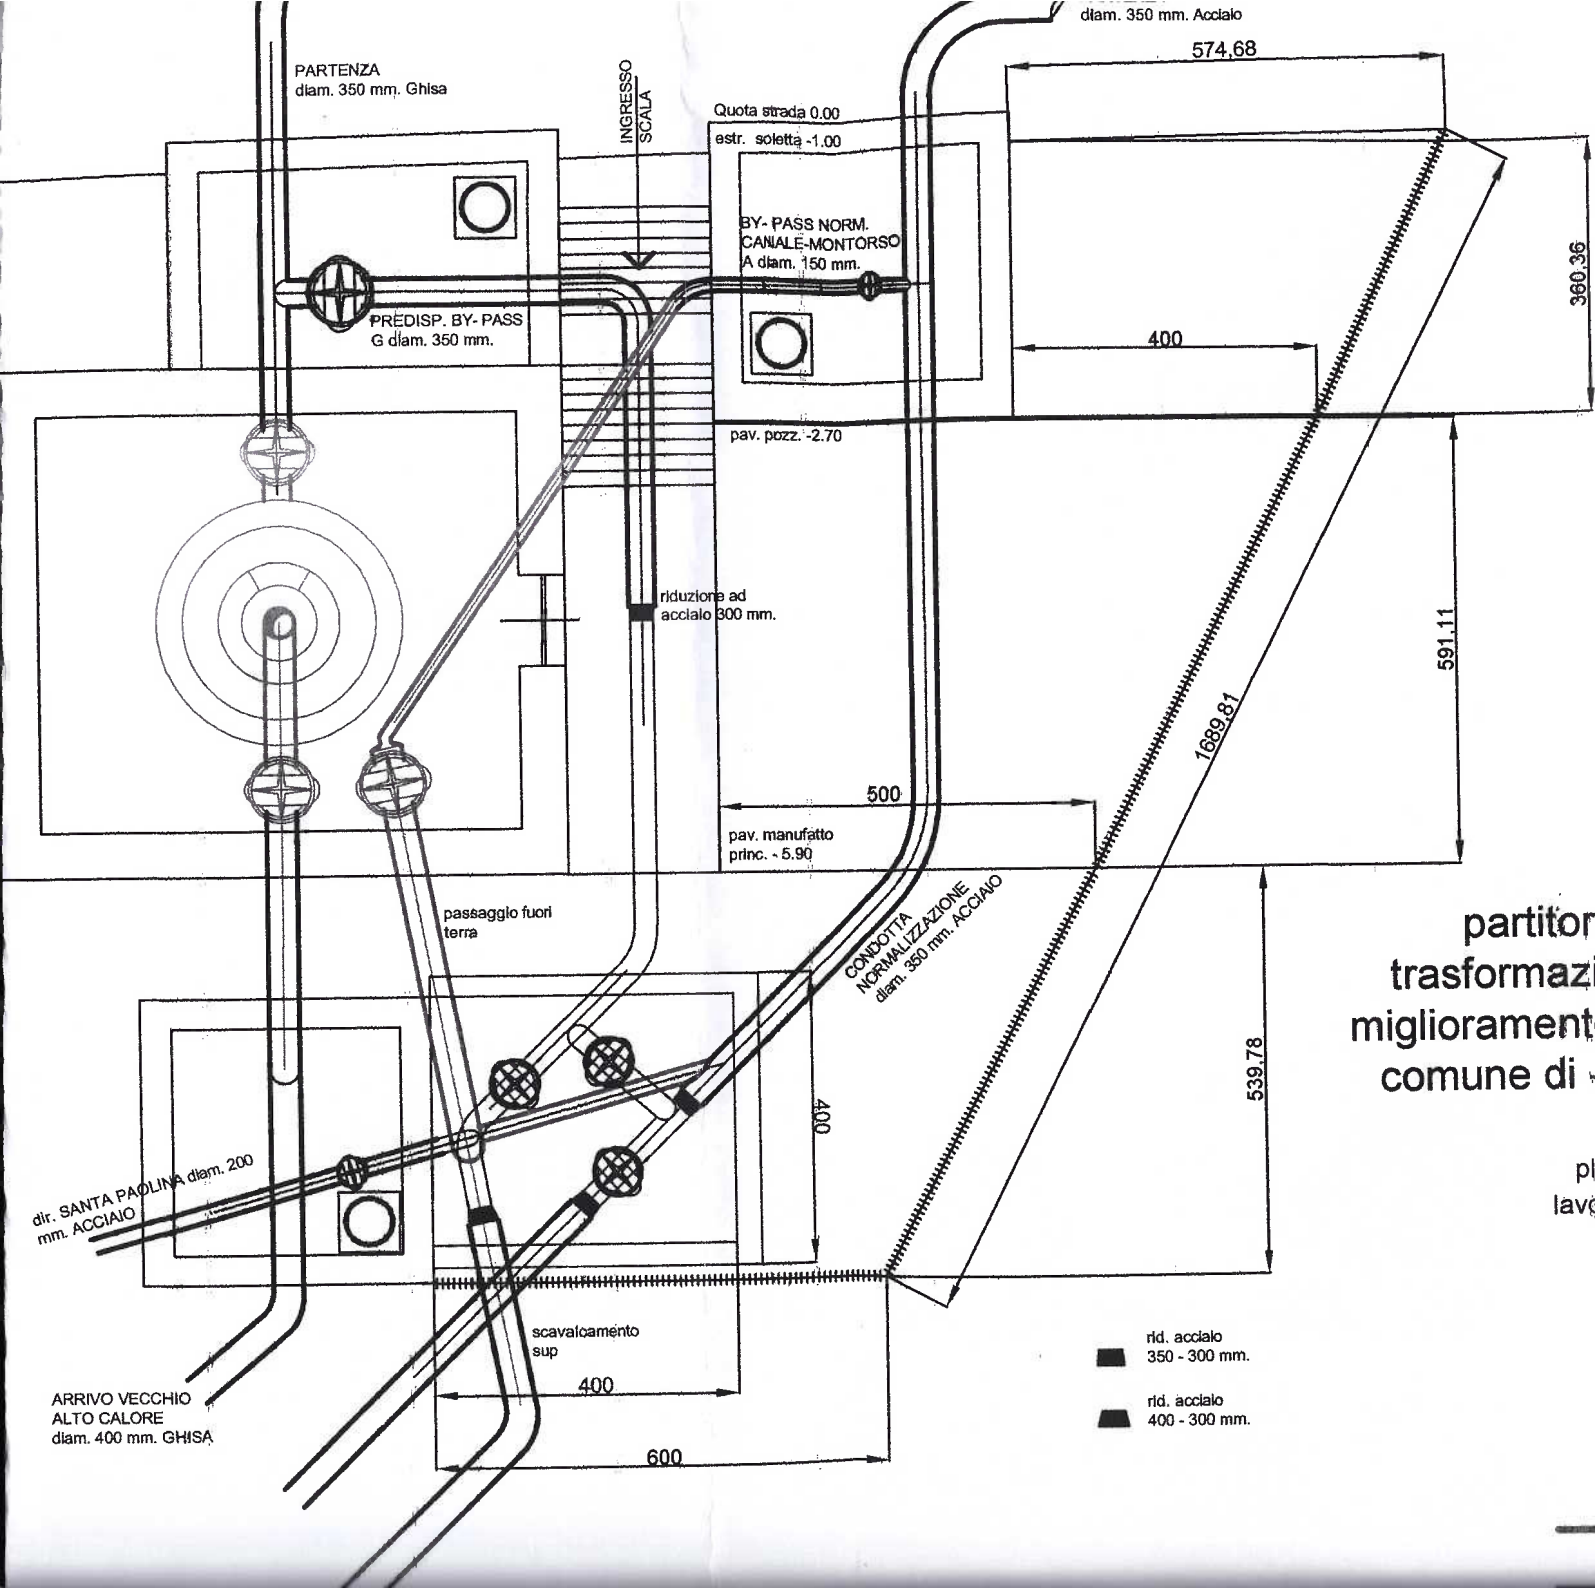 diam. 350 mm. Acciaio
574,68
PARTENZA
diam. 350 mm. Ghisa
INGRESSO
SCALA
Quota strada 0.00
estr. soletta -1.00
BY- PASS NORM.
CANALE-MONTORSO
A diam. 150 mm.
360,36
PREDISP. BY- PASS
G diam. 350 mm.
400
pav. pozz. -2.70
riduzione ad
acciaio 300 mm.
591,11
1689,81
500
pav. manufatto
princ. - 5.90
passaggio fuori
terra
CONDOTTA
NORMALIZZAZIONE
diam. 350 mm. ACCIAIO
partitor
trasformazi
migliorament
comune di
539,78
400
dir. SANTA PAOLINA diam. 200
mm. ACCIAIO
pl
lavo
scavalcamento
sup
rid. acciaio
350 - 300 mm.
400
ARRIVO VECCHIO
ALTO CALORE
diam. 400 mm. GHISA
rid. acciaio
400 - 300 mm.
600